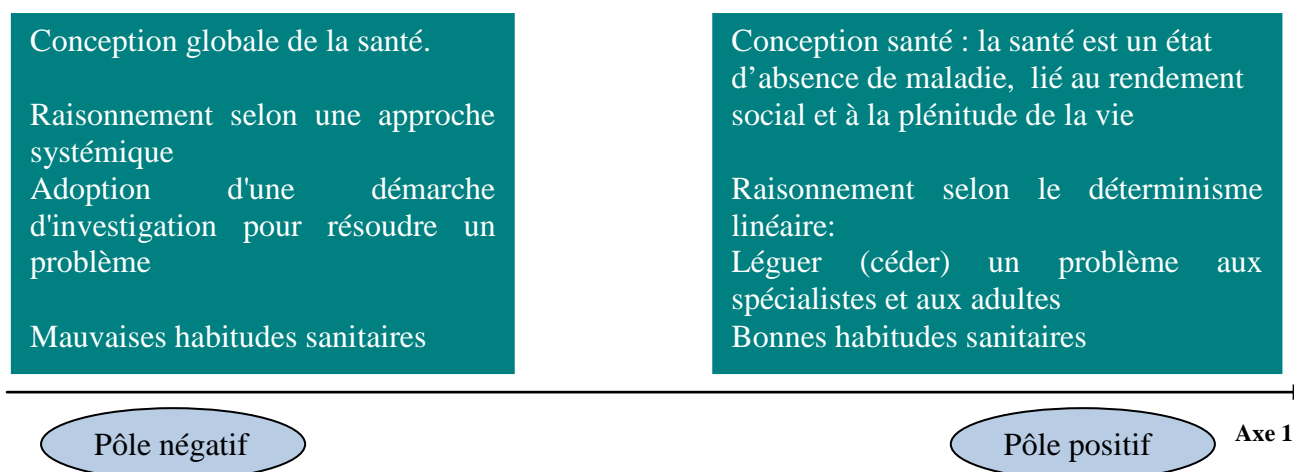 Conception globale de la santé.
Raisonnement selon une approche
systémique
Adoption d'une démarche
d'investigation pour résoudre un
problème
Mauvaises habitudes sanitaires
Conception santé : la santé est un état
d’absence de maladie, lié au rendement
social et à la plénitude de la vie
Raisonnement selon le déterminisme
linéaire:
Léguer (céder) un problème aux
spécialistes et aux adultes
Bonnes habitudes sanitaires
Pôle négatif
Pôle positif
Axe 1